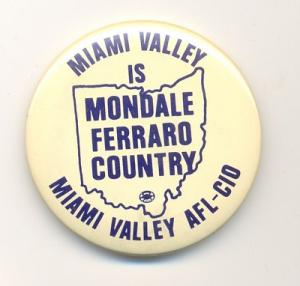 MIAMI VALLEY
IS
MONDALE
FERRARO
COUNTRY
MIAMI VALLEY AFL-CIO